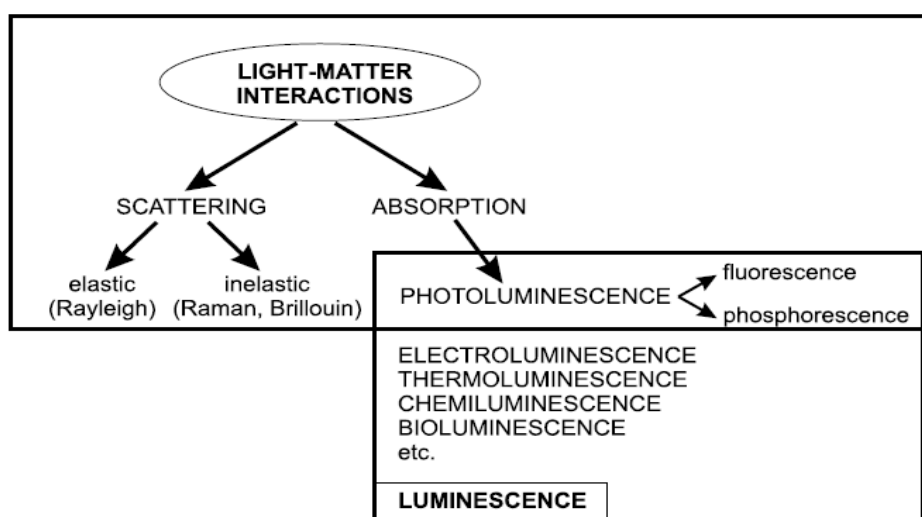 LIGHT-MATTER
INTERACTIONS
SCATTERING
ABSORPTION
elastic
(Rayleigh)
inelastic
(Raman, Brillouin)
PHOTOLUMINESCENCE
fluorescence
phosphorescence
ELECTROLUMINESCENCE
THERMOLUMINESCENCE
CHEMILUMINESCENCE
BIOLUMINESCENCE
etc.
LUMINESCENCE